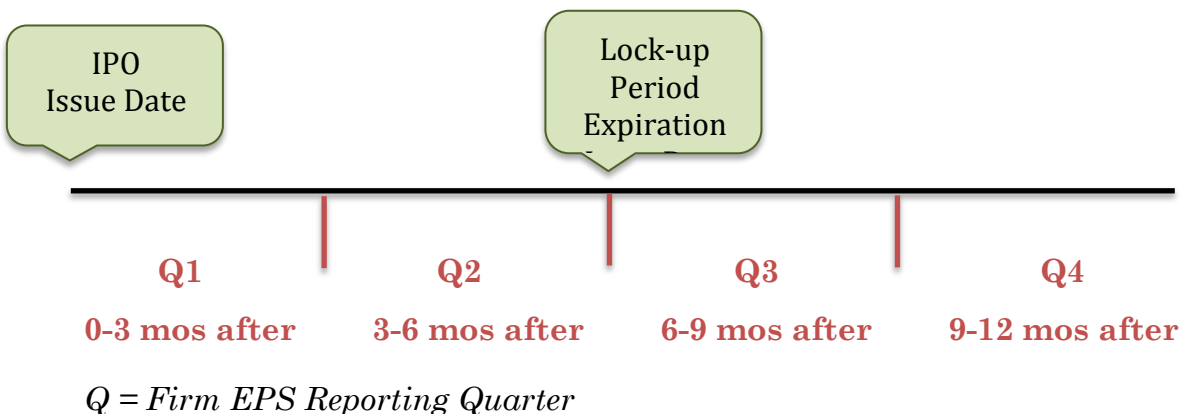 IPO
Issue Date
Lock-up
Period
Expiration
Q1
Q2
Q3
Q4
0-3 mos after
3-6 mos after
6-9 mos after
9-12 mos after
Q = Firm EPS Reporting Quarter